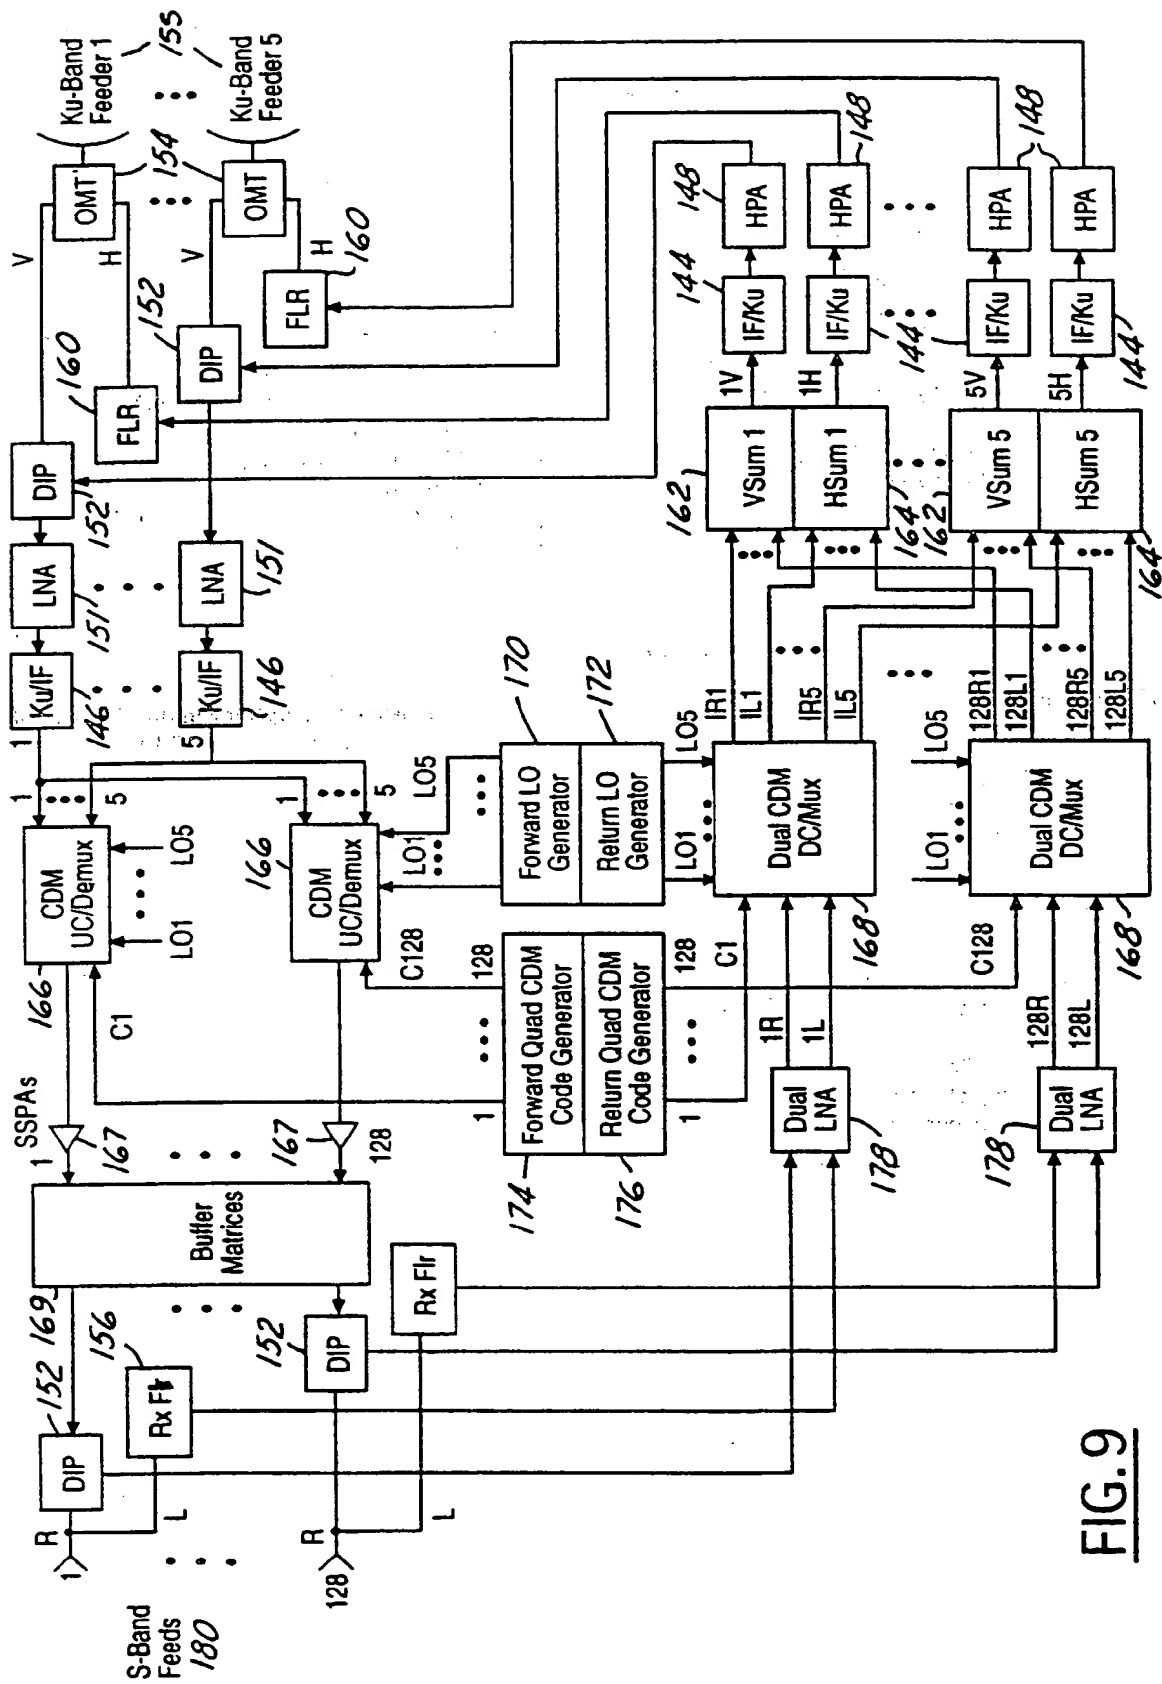 S-Band
Feeds
180
1
R
L
DIP
152
Rx Flr
156
128
R
L
DIP
152
Rx Flr
169
Buffer
Matrices
SSPAs
1
167
167
128
166
CDM
UC/Demux
C1
LO1
LO5
1
5
166
CDM
UC/Demux
C128
LO1
LO5
1
5
1
Ku/IF
146
5
Ku/IF
146
LNA
151
LNA
151
DIP
152
FLR
160
DIP
152
FLR
160
V
H
V
H
OMT
154
OMT
Ku-Band
Feeder 1
155
Ku-Band
Feeder 5
174
Forward Quad CDM
Code Generator
1
128
176
Return Quad CDM
Code Generator
1
128
170
Forward LO
Generator
172
Return LO
Generator
LO1
LO5
Dual
LNA
178
1R
1L
C1
Dual CDM
DC/Mux
168
IR1
IL1
IR5
IL5
Dual
LNA
178
128R
128L
C128
LO1
LO5
Dual CDM
DC/Mux
168
128R1
128L1
128R5
128L5
162
VSum 1
HSum 1
164
162
VSum 5
HSum 5
164
1V
1H
5V
5H
IF/Ku
144
IF/Ku
144
IF/Ku
IF/Ku
144
HPA
148
HPA
148
HPA
148
HPA
FIG. 9